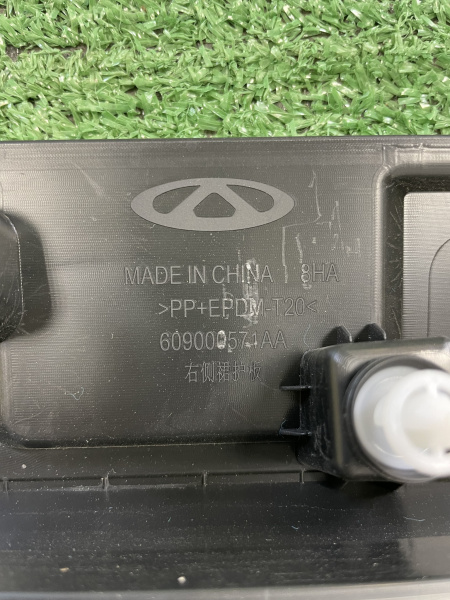 MADE IN CHINA 8HA
>PP+EPDM-T20<
609000571AA
右侧裙护板